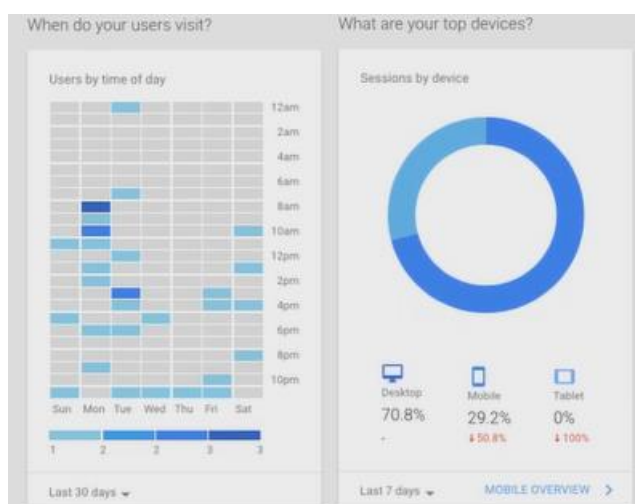 When do your users visit?
Users by time of day
12am
2am
4am
6am
8am
10am
12pm
2pm
4pm
6pm
8pm
10pm
Sun Mon Tue Wed Thu Fri Sat
1 2 2 3 3
Last 30 days
What are your top devices?
Sessions by device
Desktop Mobile Tablet
70.8% 29.2% 0%
- 50.8% 100%
Last 7 days MOBILE OVERVIEW